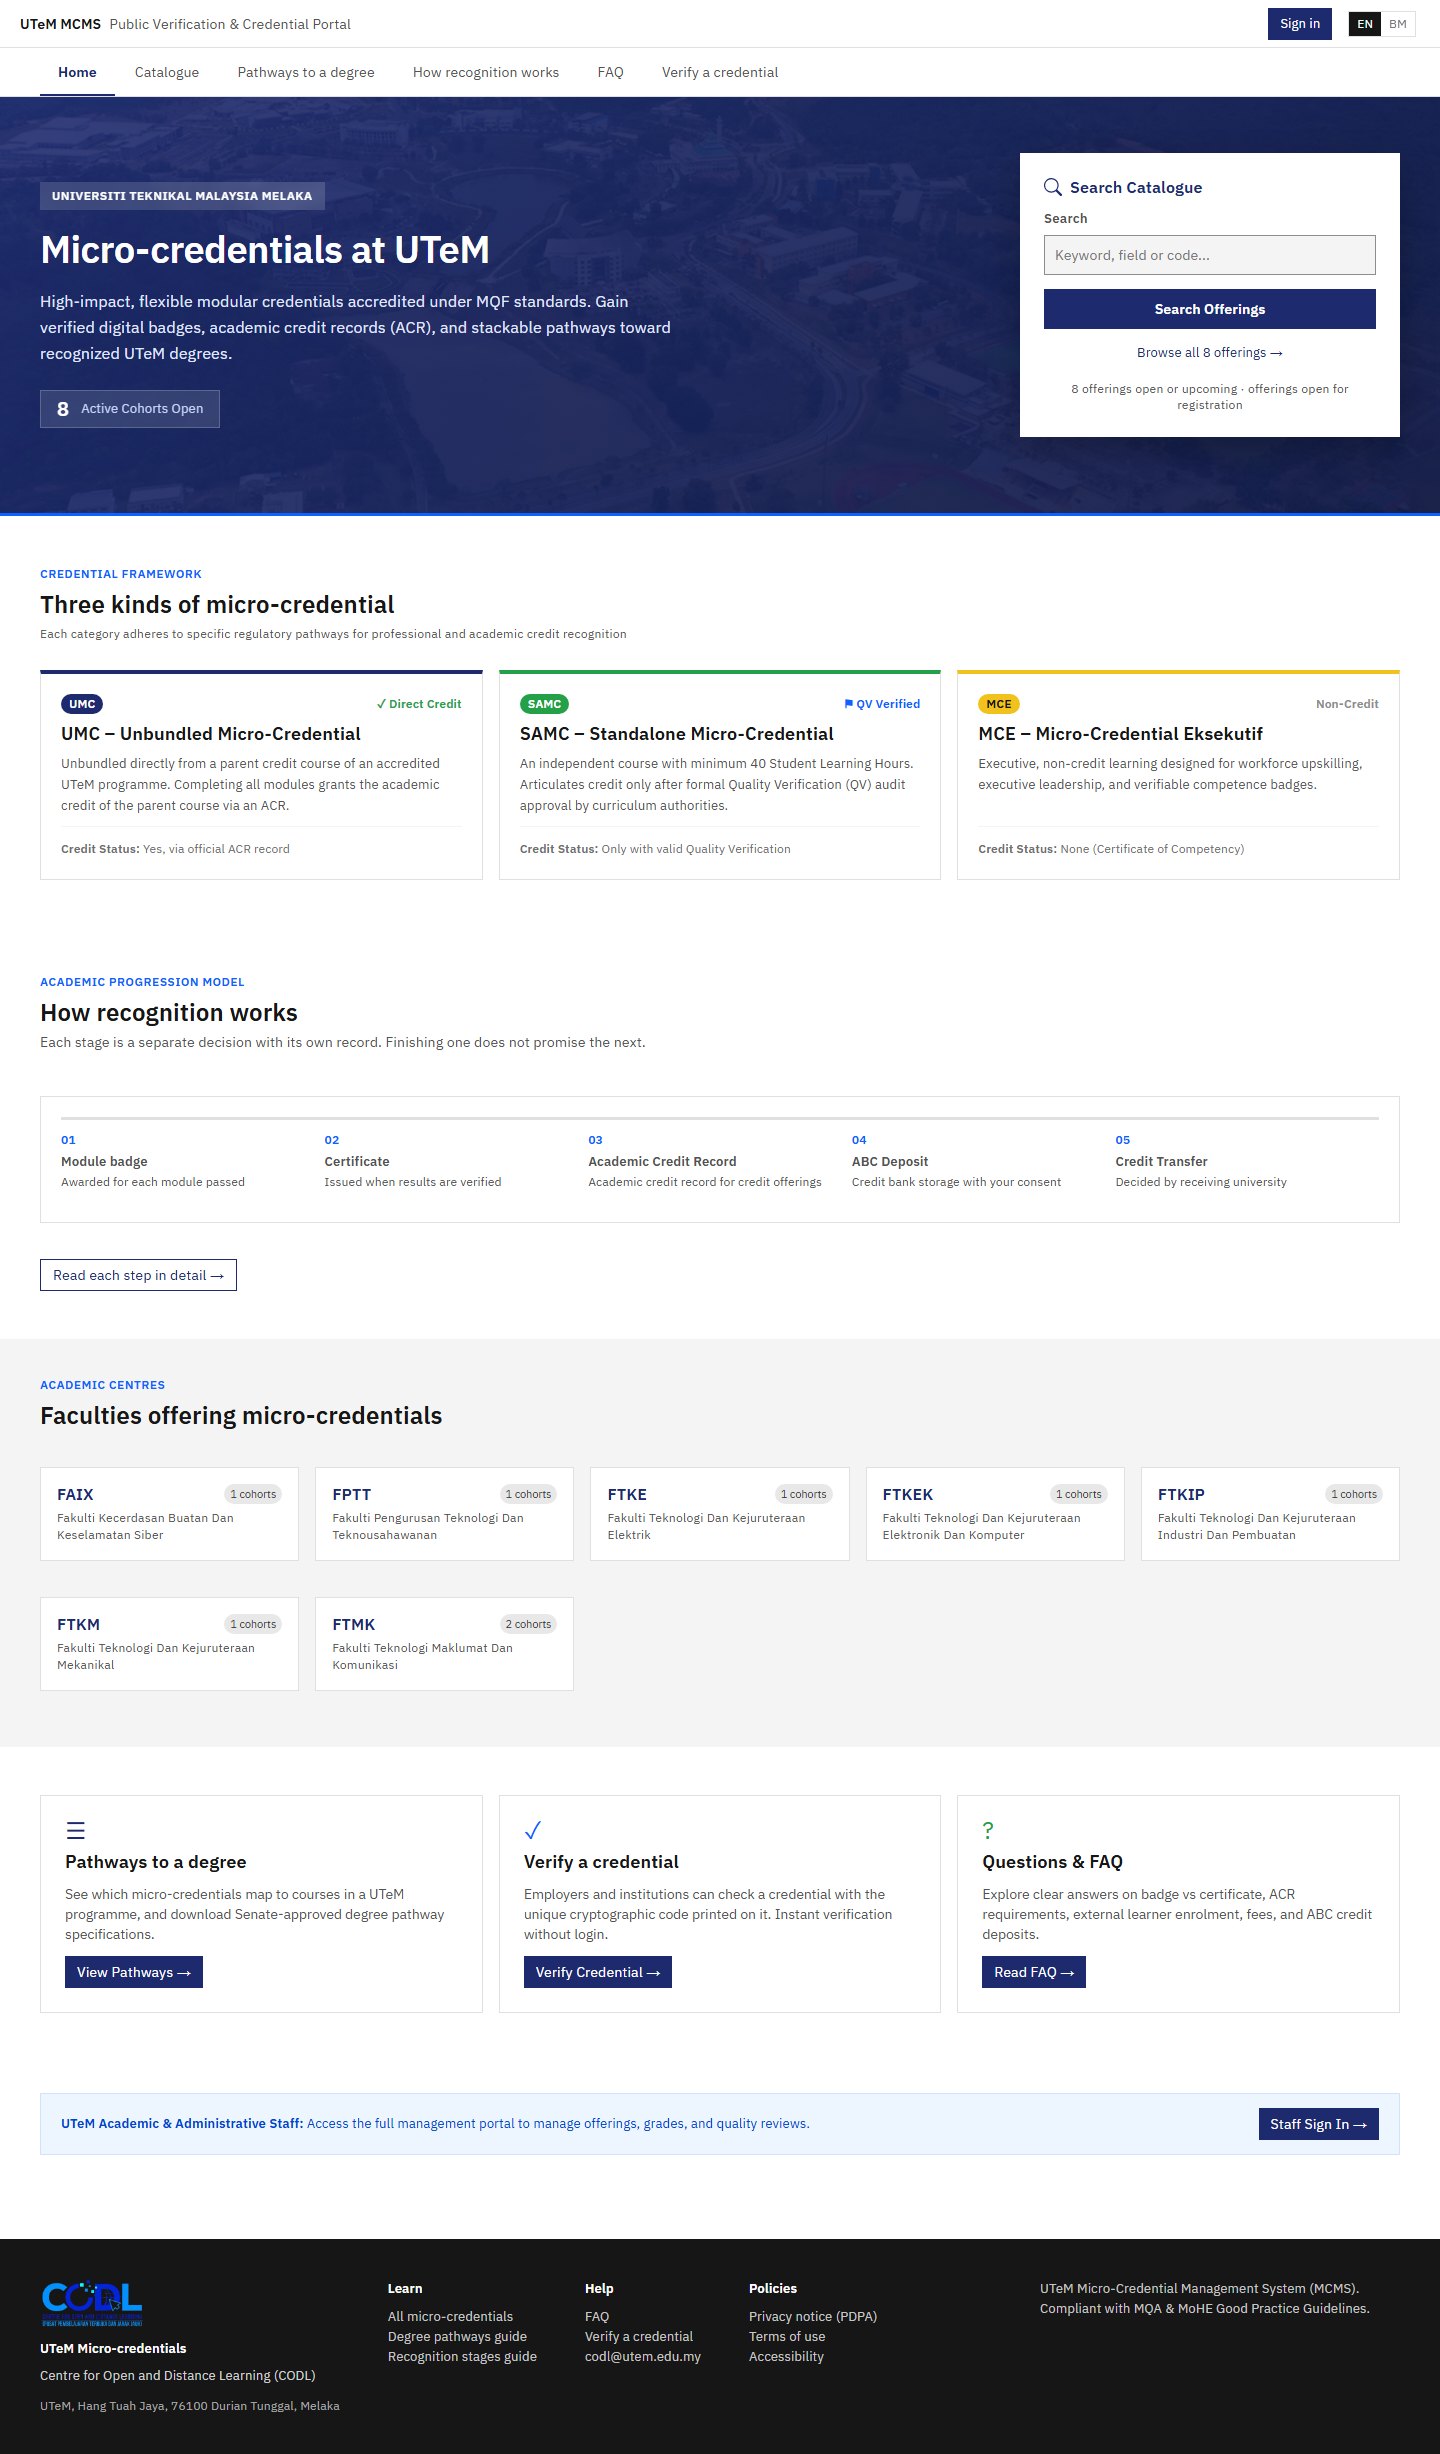 UTeM MCMS Public Verification & Credential Portal
Sign in
EN BM
Home Catalogue Pathways to a degree How recognition works FAQ Verify a credential
UNIVERSITI TEKNIKAL MALAYSIA MELAKA
Micro-credentials at UTeM
High-impact, flexible modular credentials accredited under MQF standards. Gain
verified digital badges, academic credit records (ACR), and stackable pathways toward
recognized UTeM degrees.
8 Active Cohorts Open
Search Catalogue
Search
Keyword, field or code...
Search Offerings
Browse all 8 offerings →
8 offerings open or upcoming · offerings open for
registration
CREDENTIAL FRAMEWORK
Three kinds of micro-credential
Each category adheres to specific regulatory pathways for professional and academic credit recognition
UMC ✓ Direct Credit
UMC – Unbundled Micro-Credential
Unbundled directly from a parent credit course of an accredited
UTeM programme. Completing all modules grants the academic
credit of the parent course via an ACR.
Credit Status: Yes, via official ACR record
SAMC ⚑ QV Verified
SAMC – Standalone Micro-Credential
An independent course with minimum 40 Student Learning Hours.
Articulates credit only after formal Quality Verification (QV) audit
approval by curriculum authorities.
Credit Status: Only with valid Quality Verification
MCE Non-Credit
MCE – Micro-Credential Eksekutif
Executive, non-credit learning designed for workforce upskilling,
executive leadership, and verifiable competence badges.
Credit Status: None (Certificate of Competency)
ACADEMIC PROGRESSION MODEL
How recognition works
Each stage is a separate decision with its own record. Finishing one does not promise the next.
01
Module badge
Awarded for each module passed
02
Certificate
Issued when results are verified
03
Academic Credit Record
Academic credit record for credit offerings
04
ABC Deposit
Credit bank storage with your consent
05
Credit Transfer
Decided by receiving university
Read each step in detail →
ACADEMIC CENTRES
Faculties offering micro-credentials
FAIX 1 cohorts
Fakulti Kecerdasan Buatan Dan
Keselamatan Siber
FPTT 1 cohorts
Fakulti Pengurusan Teknologi Dan
Teknousahawanan
FTKE 1 cohorts
Fakulti Teknologi Dan Kejuruteraan
Elektrik
FTKEK 1 cohorts
Fakulti Teknologi Dan Kejuruteraan
Elektronik Dan Komputer
FTKIP 1 cohorts
Fakulti Teknologi Dan Kejuruteraan
Industri Dan Pembuatan
FTKM 1 cohorts
Fakulti Teknologi Dan Kejuruteraan
Mekanikal
FTMK 2 cohorts
Fakulti Teknologi Maklumat Dan
Komunikasi
Pathways to a degree
See which micro-credentials map to courses in a UTeM
programme, and download Senate-approved degree pathway
specifications.
View Pathways →
✓
Verify a credential
Employers and institutions can check a credential with the
unique cryptographic code printed on it. Instant verification
without login.
Verify Credential →
?
Questions & FAQ
Explore clear answers on badge vs certificate, ACR
requirements, external learner enrolment, fees, and ABC credit
deposits.
Read FAQ →
UTeM Academic & Administrative Staff: Access the full management portal to manage offerings, grades, and quality reviews.
Staff Sign In →
CODL
UTeM Micro-credentials
Centre for Open and Distance Learning (CODL)
UTeM, Hang Tuah Jaya, 76100 Durian Tunggal, Melaka
Learn
All micro-credentials
Degree pathways guide
Recognition stages guide
Help
FAQ
Verify a credential
codl@utem.edu.my
Policies
Privacy notice (PDPA)
Terms of use
Accessibility
UTeM Micro-Credential Management System (MCMS).
Compliant with MQA & MoHE Good Practice Guidelines.